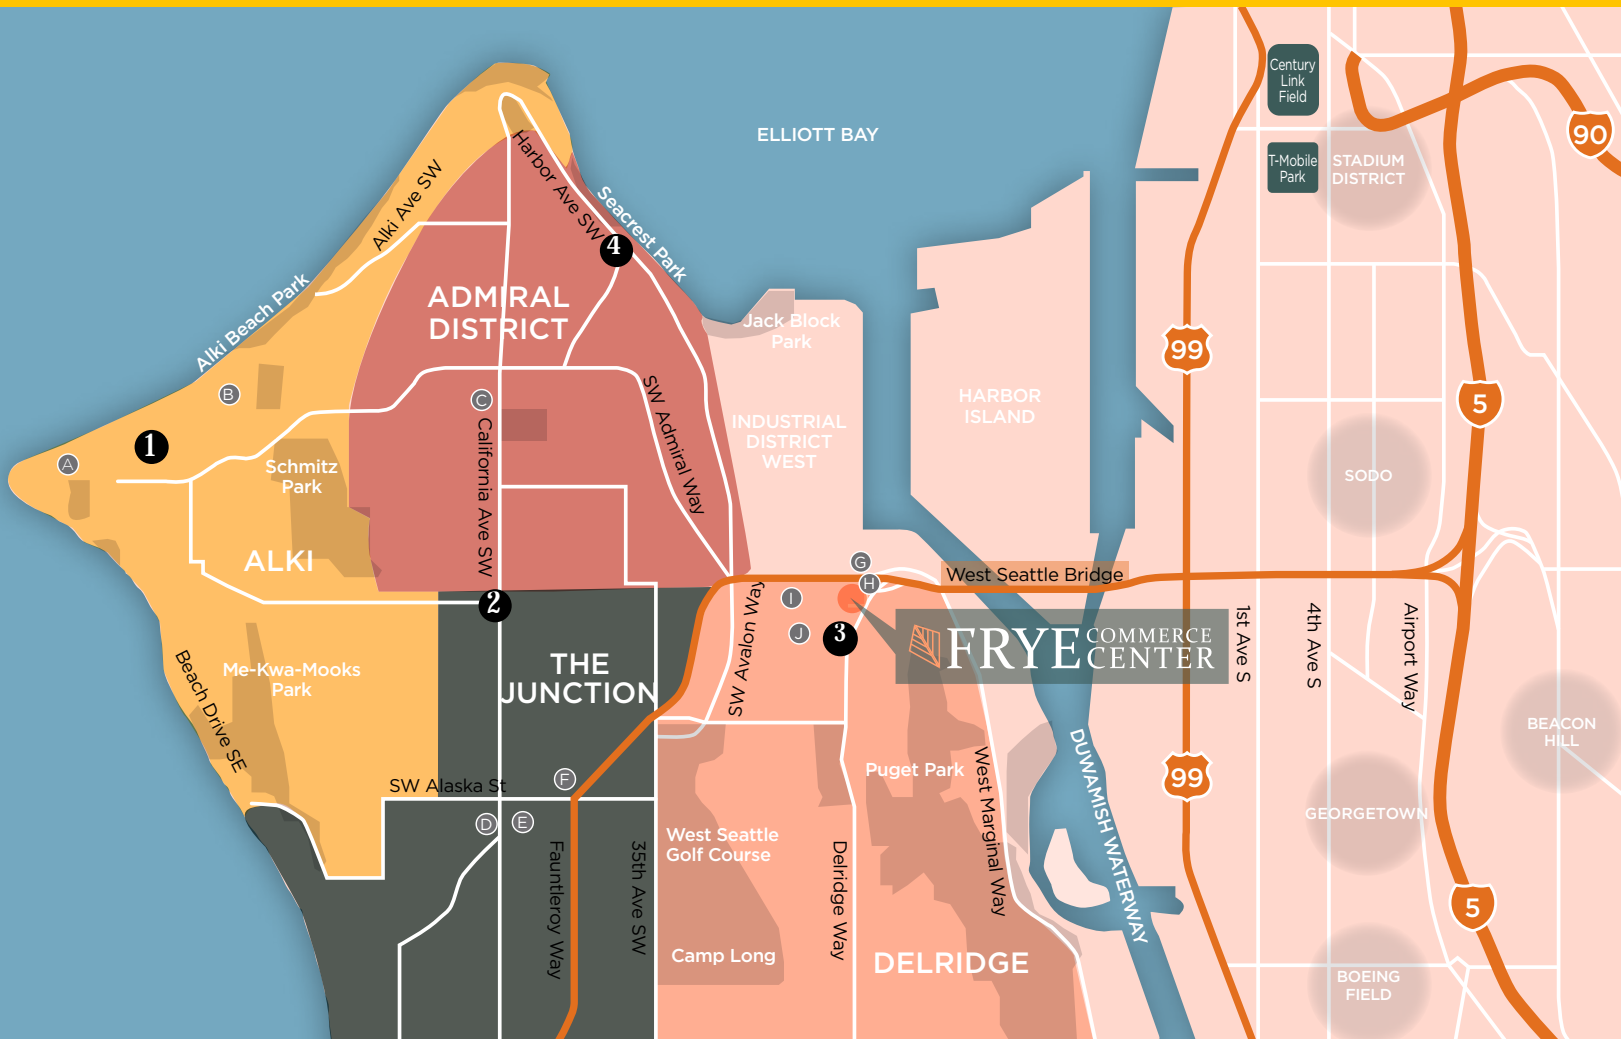 Century
Link
Field
90
ELLIOTT BAY
T-Mobile
Park
STADIUM
DISTRICT
Harbor Ave SW
Alki Ave SW
Seacrest Park
4
ADMIRAL
DISTRICT
Alki Beach Park
Jack Block
Park
99
B
C
SW Admiral Way
HARBOR
ISLAND
5
INDUSTRIAL
DISTRICT
WEST
1
A
California Ave SW
Schmitz
Park
SODO
ALKI
G
H
West Seattle Bridge
I
J
2
3
SW Avalon Way
FRYE COMMERCE
CENTER
1st Ave S
4th Ave S
Airport Way
THE
JUNCTION
Me-Kwa-Mooks
Park
Beach Drive SE
BEACON
HILL
Puget Park
West Marginal Way
DUWAMISH WATERWAY
99
SW Alaska St
F
D
E
GEORGETOWN
West Seattle
Golf Course
Fauntleroy Way
35th Ave SW
Delridge Way
5
Camp Long
DELRIDGE
BOEING
FIELD